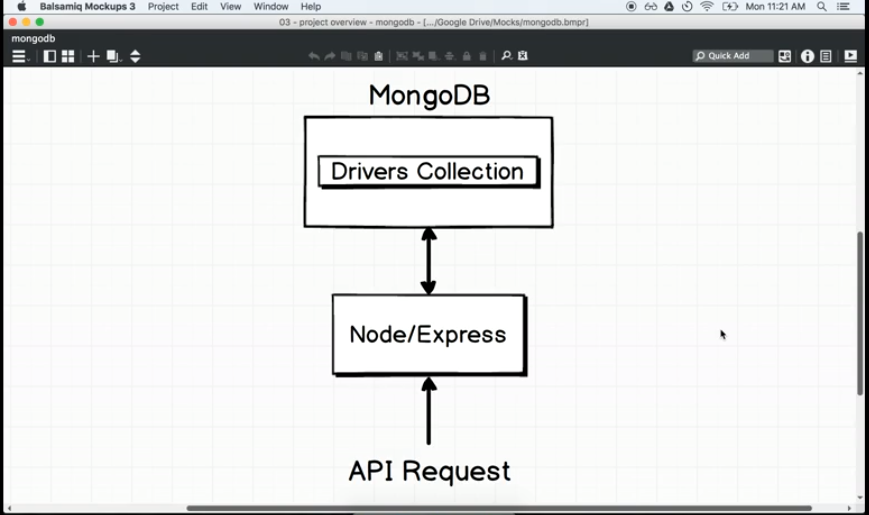 Balsamiq Mockups 3 Project Edit View Window Help Mon 11:21 AM
03 - project overview - mongodb - [.../Google Drive/Mocks/mongodb.bmpr]
mongodb
Quick Add
MongoDB
Drivers Collection
Node/Express
API Request